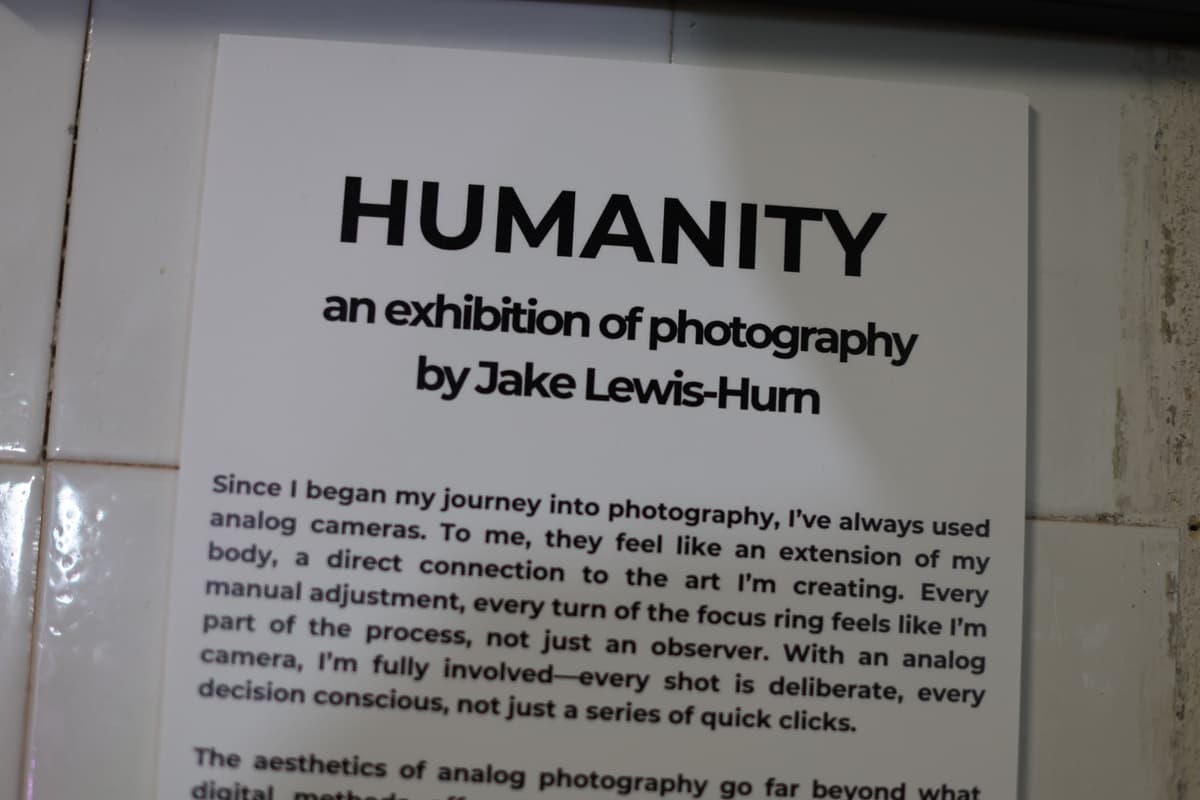 HUMANITY
an exhibition of photography
by Jake Lewis-Hurn
Since I began my journey into photography, I've always used
analog cameras. To me, they feel like an extension of my
body, a direct connection to the art I'm creating. Every
manual adjustment, every turn of the focus ring feels like I'm
part of the process, not just an observer. With an analog
camera, I'm fully involved—every shot is deliberate, every
decision conscious, not just a series of quick clicks.
The aesthetics of analog photography go far beyond what
digital